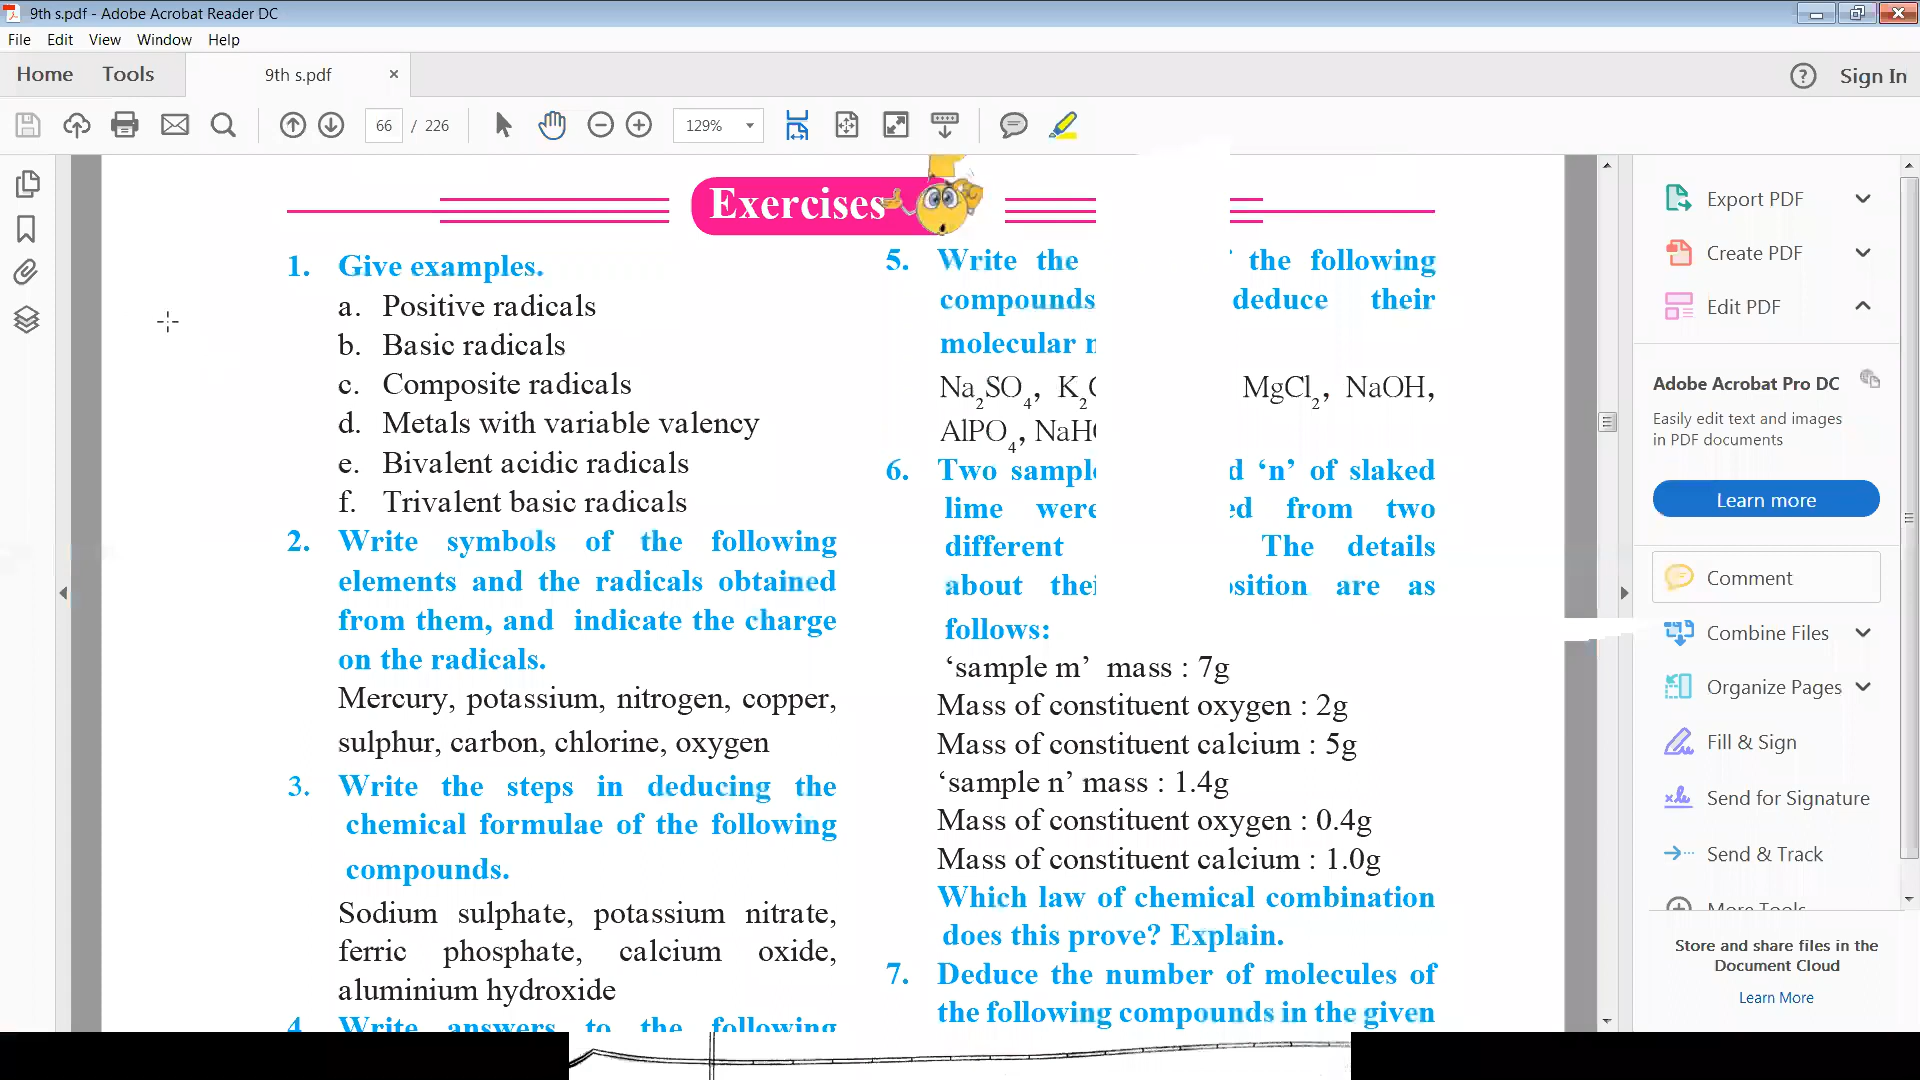 9th s.pdf - Adobe Acrobat Reader DC
File Edit View Window Help
Home Tools 9th s.pdf × ? Sign In
66 / 226 129%
Exercises
1. Give examples.
a. Positive radicals
b. Basic radicals
c. Composite radicals
d. Metals with variable valency
e. Bivalent acidic radicals
f. Trivalent basic radicals
2. Write symbols of the following
elements and the radicals obtained
from them, and indicate the charge
on the radicals.
Mercury, potassium, nitrogen, copper,
sulphur, carbon, chlorine, oxygen
3. Write the steps in deducing the
chemical formulae of the following
compounds.
Sodium sulphate, potassium nitrate,
ferric phosphate, calcium oxide,
aluminium hydroxide
4. Write answers to the following
5. Write the the following
compounds deduce their
molecular
Na₂SO₄, MgCl₂, NaOH,
AlPO₄,
6. Two ‘n’ of slaked
lime were from two
different The details
about are as
follows:
‘sample m’ mass : 7g
Mass of constituent oxygen : 2g
Mass of constituent calcium : 5g
‘sample n’ mass : 1.4g
Mass of constituent oxygen : 0.4g
Mass of constituent calcium : 1.0g
Which law of chemical combination
does this prove? Explain.
7. Deduce the number of molecules of
the following compounds in the given
Export PDF
Create PDF
Edit PDF
Adobe Acrobat Pro DC
Easily edit text and images
in PDF documents
Learn more
Comment
Combine Files
Organize Pages
Fill & Sign
Send for Signature
Send & Track
More Tools
Store and share files in the
Document Cloud
Learn More